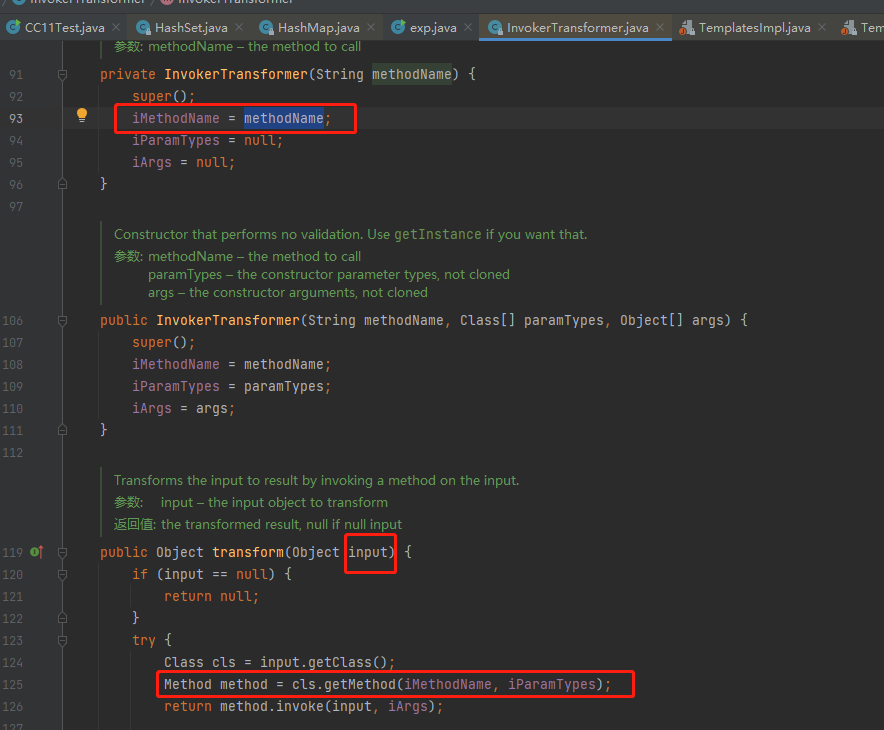 InvokerTransformer InvokerTransformer
CC11Test.java × HashSet.java × HashMap.java × exp.java × InvokerTransformer.java × TemplatesImpl.java × Tem
参数: methodName – the method to call
91 private InvokerTransformer(String methodName) {
92 super();
93 iMethodName = methodName;
94 iParamTypes = null;
95 iArgs = null;
96 }
97
Constructor that performs no validation. Use getInstance if you want that.
参数: methodName – the method to call
paramTypes – the constructor parameter types, not cloned
args – the constructor arguments, not cloned
106 public InvokerTransformer(String methodName, Class[] paramTypes, Object[] args) {
107 super();
108 iMethodName = methodName;
109 iParamTypes = paramTypes;
110 iArgs = args;
111 }
112
Transforms the input to result by invoking a method on the input.
参数: input – the input object to transform
返回值: the transformed result, null if null input
119 public Object transform(Object input) {
120 if (input == null) {
121 return null;
122 }
123 try {
124 Class cls = input.getClass();
125 Method method = cls.getMethod(iMethodName, iParamTypes);
126 return method.invoke(input, iArgs);
127